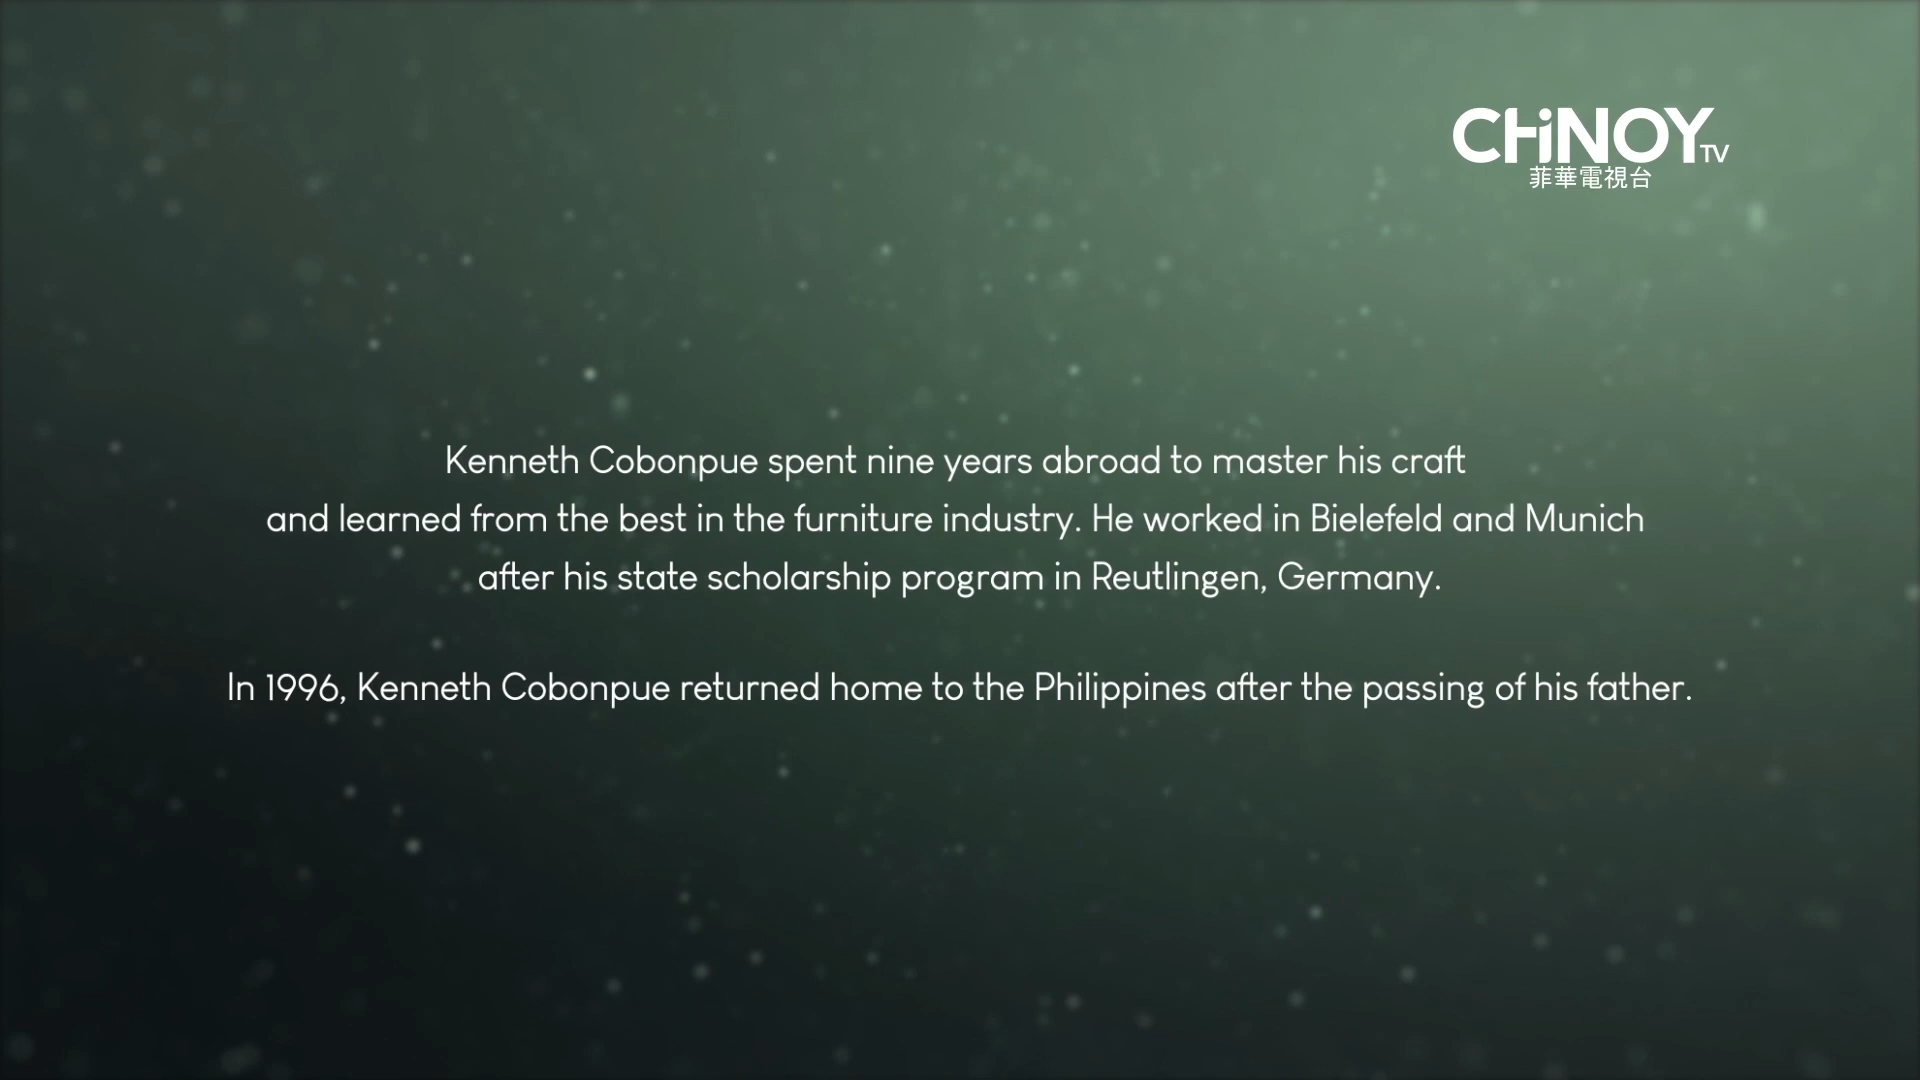 CHiNOY TV
菲華電視台
Kenneth Cobonpue spent nine years abroad to master his craft
and learned from the best in the furniture industry. He worked in Bielefeld and Munich
after his state scholarship program in Reutlingen, Germany.
In 1996, Kenneth Cobonpue returned home to the Philippines after the passing of his father.